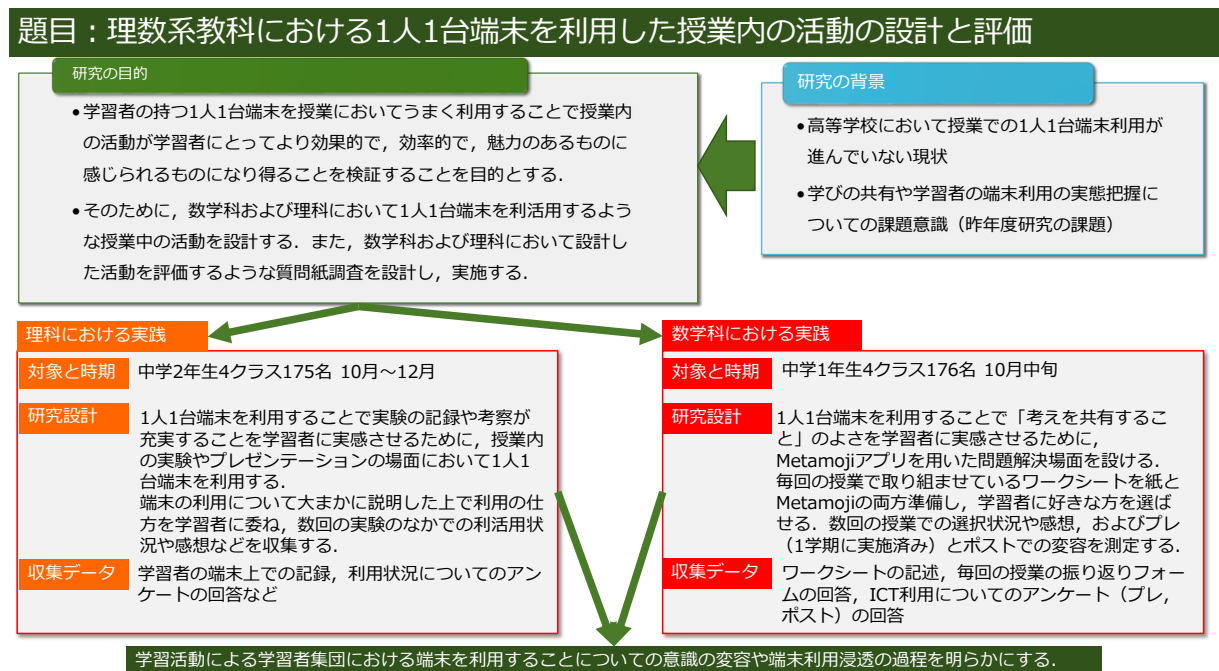 題目：理数系教科における1人1台端末を利用した授業内の活動の設計と評価
研究の目的
•学習者の持つ1人1台端末を授業においてうまく利用することで授業内
の活動が学習者にとってより効果的で，効率的で，魅力のあるものに
感じられるものになり得ることを検証することを目的とする．
•そのために，数学科および理科において1人1台端末を利活用するよう
な授業中の活動を設計する．また，数学科および理科において設計し
た活動を評価するような質問紙調査を設計し，実施する．
研究の背景
•高等学校において授業での1人1台端末利用が
進んでいない現状
•学びの共有や学習者の端末利用の実態把握に
ついての課題意識（昨年度研究の課題）
理科における実践
対象と時期
中学2年生4クラス175名 10月～12月
研究設計
1人1台端末を利用することで実験の記録や考察が
充実することを学習者に実感させるために，授業内
の実験やプレゼンテーションの場面において1人1
台端末を利用する．
端末の利用について大まかに説明した上で利用の仕
方を学習者に委ね，数回の実験のなかでの利活用状
況や感想などを収集する．
収集データ
学習者の端末上での記録，利用状況についてのアン
ケートの回答など
数学科における実践
対象と時期
中学1年生4クラス176名 10月中旬
研究設計
1人1台端末を利用することで「考えを共有するこ
と」のよさを学習者に実感させるために，
Metamojiアプリを用いた問題解決場面を設ける．
毎回の授業で取り組ませているワークシートを紙と
Metamojiの両方準備し，学習者に好きな方を選ば
せる．数回の授業での選択状況や感想，およびプレ
（1学期に実施済み）とポストでの変容を測定する．
収集データ
ワークシートの記述，毎回の授業の振り返りフォー
ムの回答，ICT利用についてのアンケート（プレ，
ポスト）の回答
学習活動による学習者集団における端末を利用することについての意識の変容や端末利用浸透の過程を明らかにする．